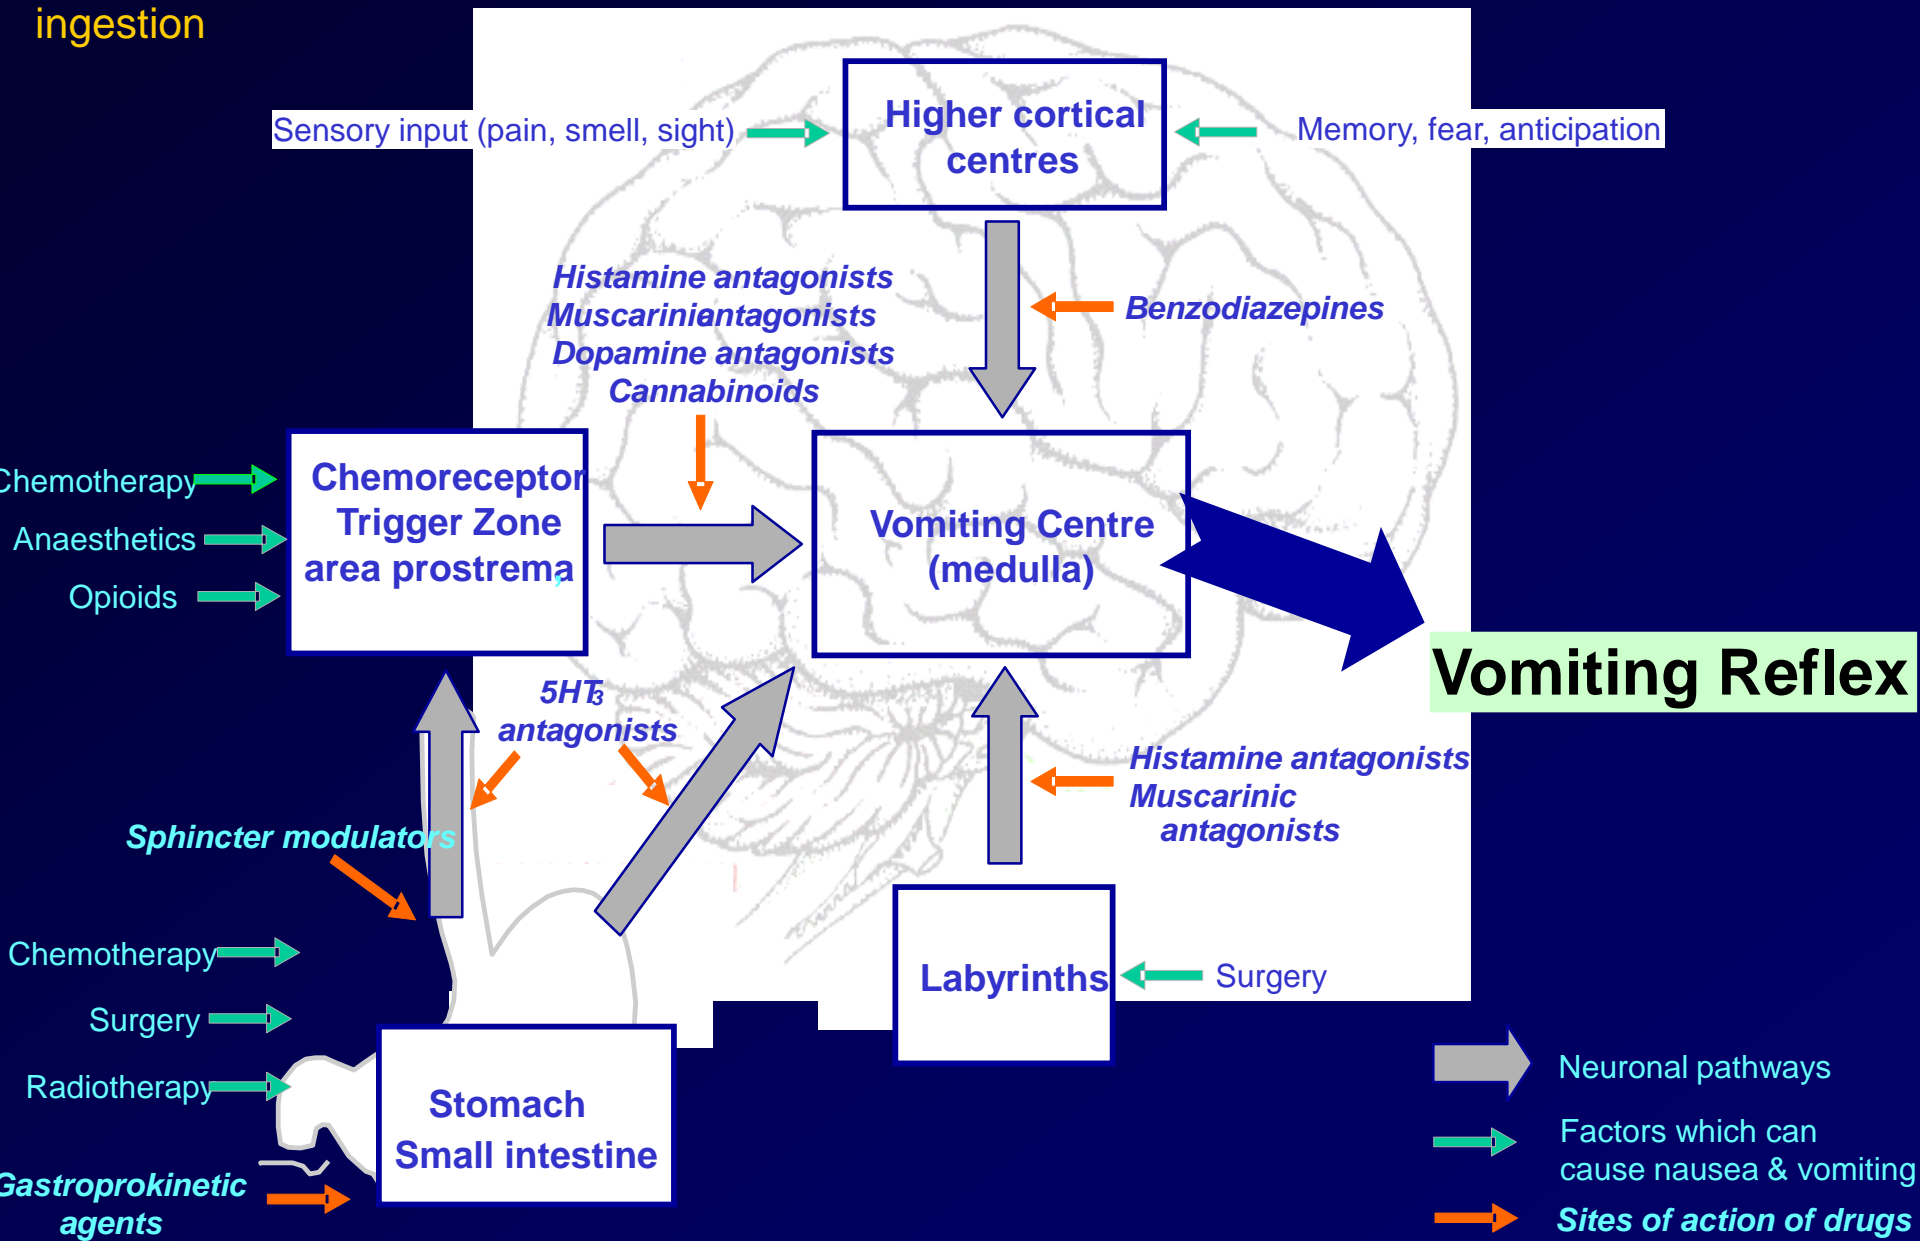 ingestion
Higher cortical
centres
Sensory input (pain, smell, sight)
Memory, fear, anticipation
Histamine antagonists
Muscarinic antagonists
Dopamine antagonists
Cannabinoids
Benzodiazepines
Chemotherapy
Anaesthetics
Opioids
Chemoreceptor
Trigger Zone
area prostrema,
Vomiting Centre
(medulla)
Vomiting Reflex
5HT3
antagonists
Histamine antagonists
Muscarinic
antagonists
Sphincter modulators
Chemotherapy
Surgery
Radiotherapy
Labyrinths
Surgery
Stomach
Small intestine
Gastroprokinetic
agents
Neuronal pathways
Factors which can
cause nausea & vomiting
Sites of action of drugs